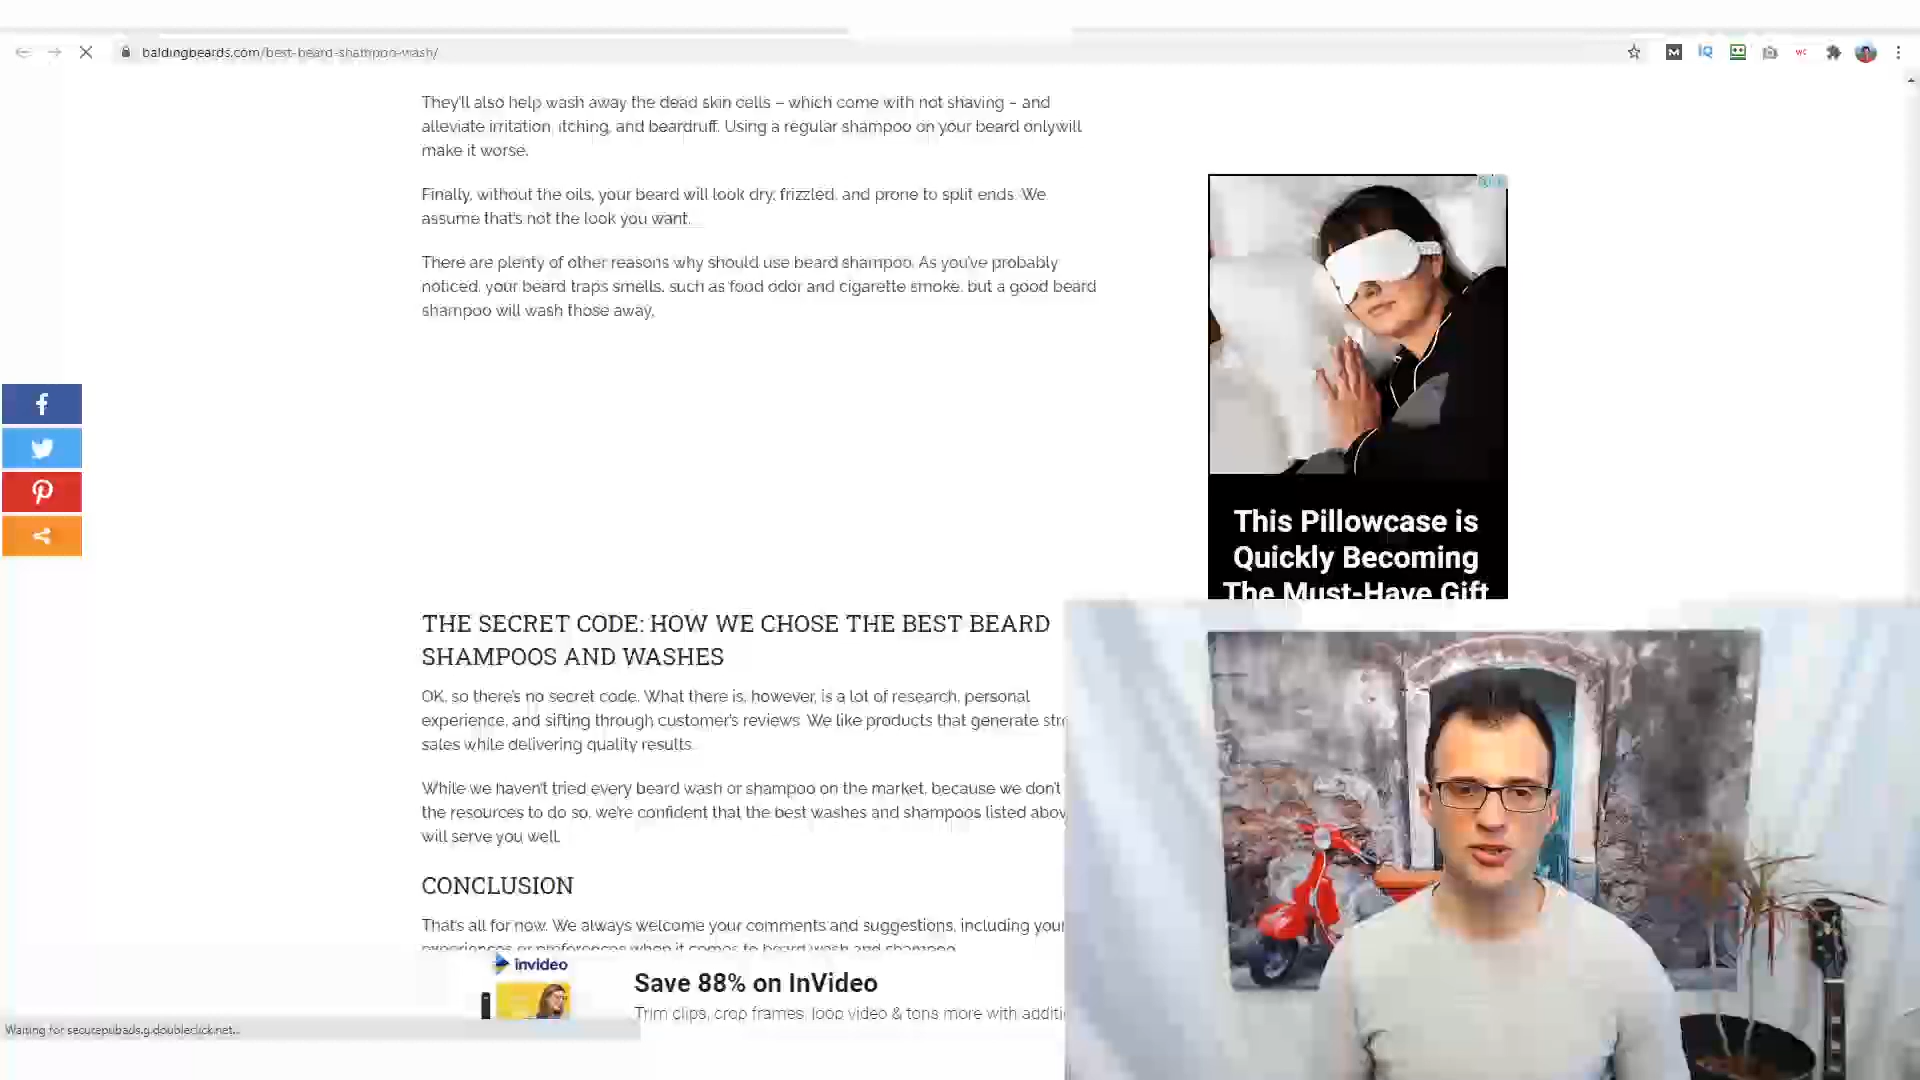 baldingbeards.com/best-beard-shampoo-wash/
They'll also help wash away the dead skin cells – which come with not shaving – and
alleviate irritation, itching, and beardruff. Using a regular shampoo on your beard onlywill
make it worse.
Finally, without the oils, your beard will look dry, frizzled, and prone to split ends. We
assume that's not the look you want.
There are plenty of other reasons why should use beard shampoo. As you've probably
noticed, your beard traps smells, such as food odor and cigarette smoke, but a good beard
shampoo will wash those away.
This Pillowcase is
Quickly Becoming
The Must-Have Gift
THE SECRET CODE: HOW WE CHOSE THE BEST BEARD
SHAMPOOS AND WASHES
OK, so there's no secret code. What there is, however, is a lot of research, personal
experience, and sifting through customer's reviews. We like products that generate
sales while delivering quality results.
While we haven't tried every beard wash or shampoo on the market, because we don't
the resources to do so, we're confident that the best washes and shampoos listed abov
will serve you well.
CONCLUSION
That's all for now. We always welcome your comments and suggestions, including your
experiences or preferences when it comes to beard wash and shampoo.
invideo
Save 88% on InVideo
Trim clips, crop frames, loop video & tons more with additi
Waiting for securepubads.g.doubleclick.net...